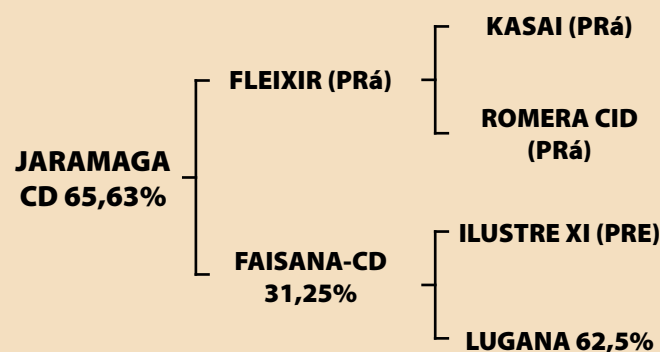 JARAMAGA
CD 65,63%
FLEIXIR (PRá)
FAISANA-CD
31,25%
KASAI (PRá)
ROMERA CID
(PRá)
ILUSTRE XI (PRE)
LUGANA 62,5%